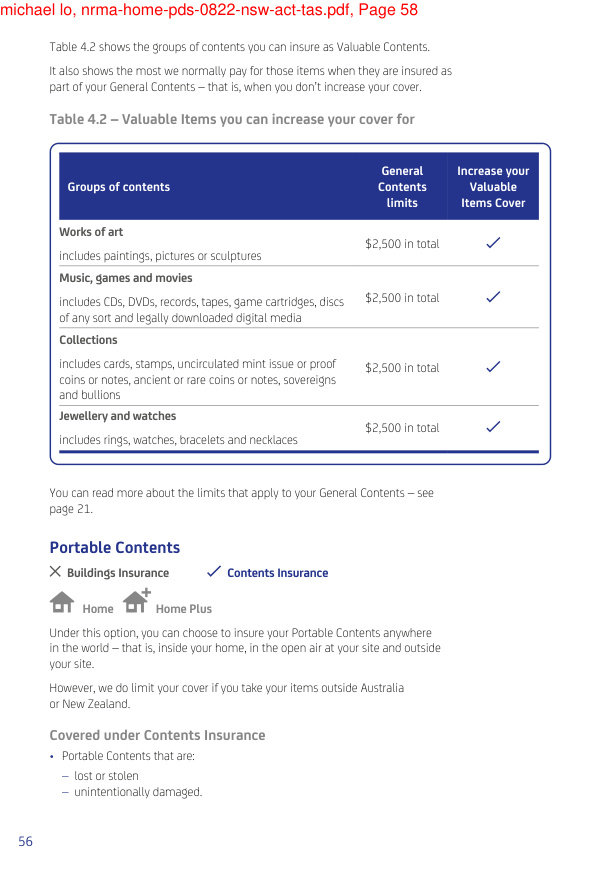 michael lo, nrma-home-pds-0822-nsw-act-tas.pdf, Page 58
Table 4.2 shows the groups of contents you can insure as Valuable Contents.
It also shows the most we normally pay for those items when they are insured as
part of your General Contents – that is, when you don't increase your cover.
Table 4.2 – Valuable Items you can increase your cover for
Groups of contents
General
Contents
limits
Increase your
Valuable
Items Cover
Works of art
includes paintings, pictures or sculptures
$2,500 in total
Music, games and movies
includes CDs, DVDs, records, tapes, game cartridges, discs
of any sort and legally downloaded digital media
$2,500 in total
Collections
includes cards, stamps, uncirculated mint issue or proof
coins or notes, ancient or rare coins or notes, sovereigns
and bullions
$2,500 in total
Jewellery and watches
includes rings, watches, bracelets and necklaces
$2,500 in total
You can read more about the limits that apply to your General Contents – see
page 21.
Portable Contents
Buildings Insurance
Contents Insurance
Home
Home Plus
Under this option, you can choose to insure your Portable Contents anywhere
in the world – that is, inside your home, in the open air at your site and outside
your site.
However, we do limit your cover if you take your items outside Australia
or New Zealand.
Covered under Contents Insurance
• Portable Contents that are:
– lost or stolen
– unintentionally damaged.
56